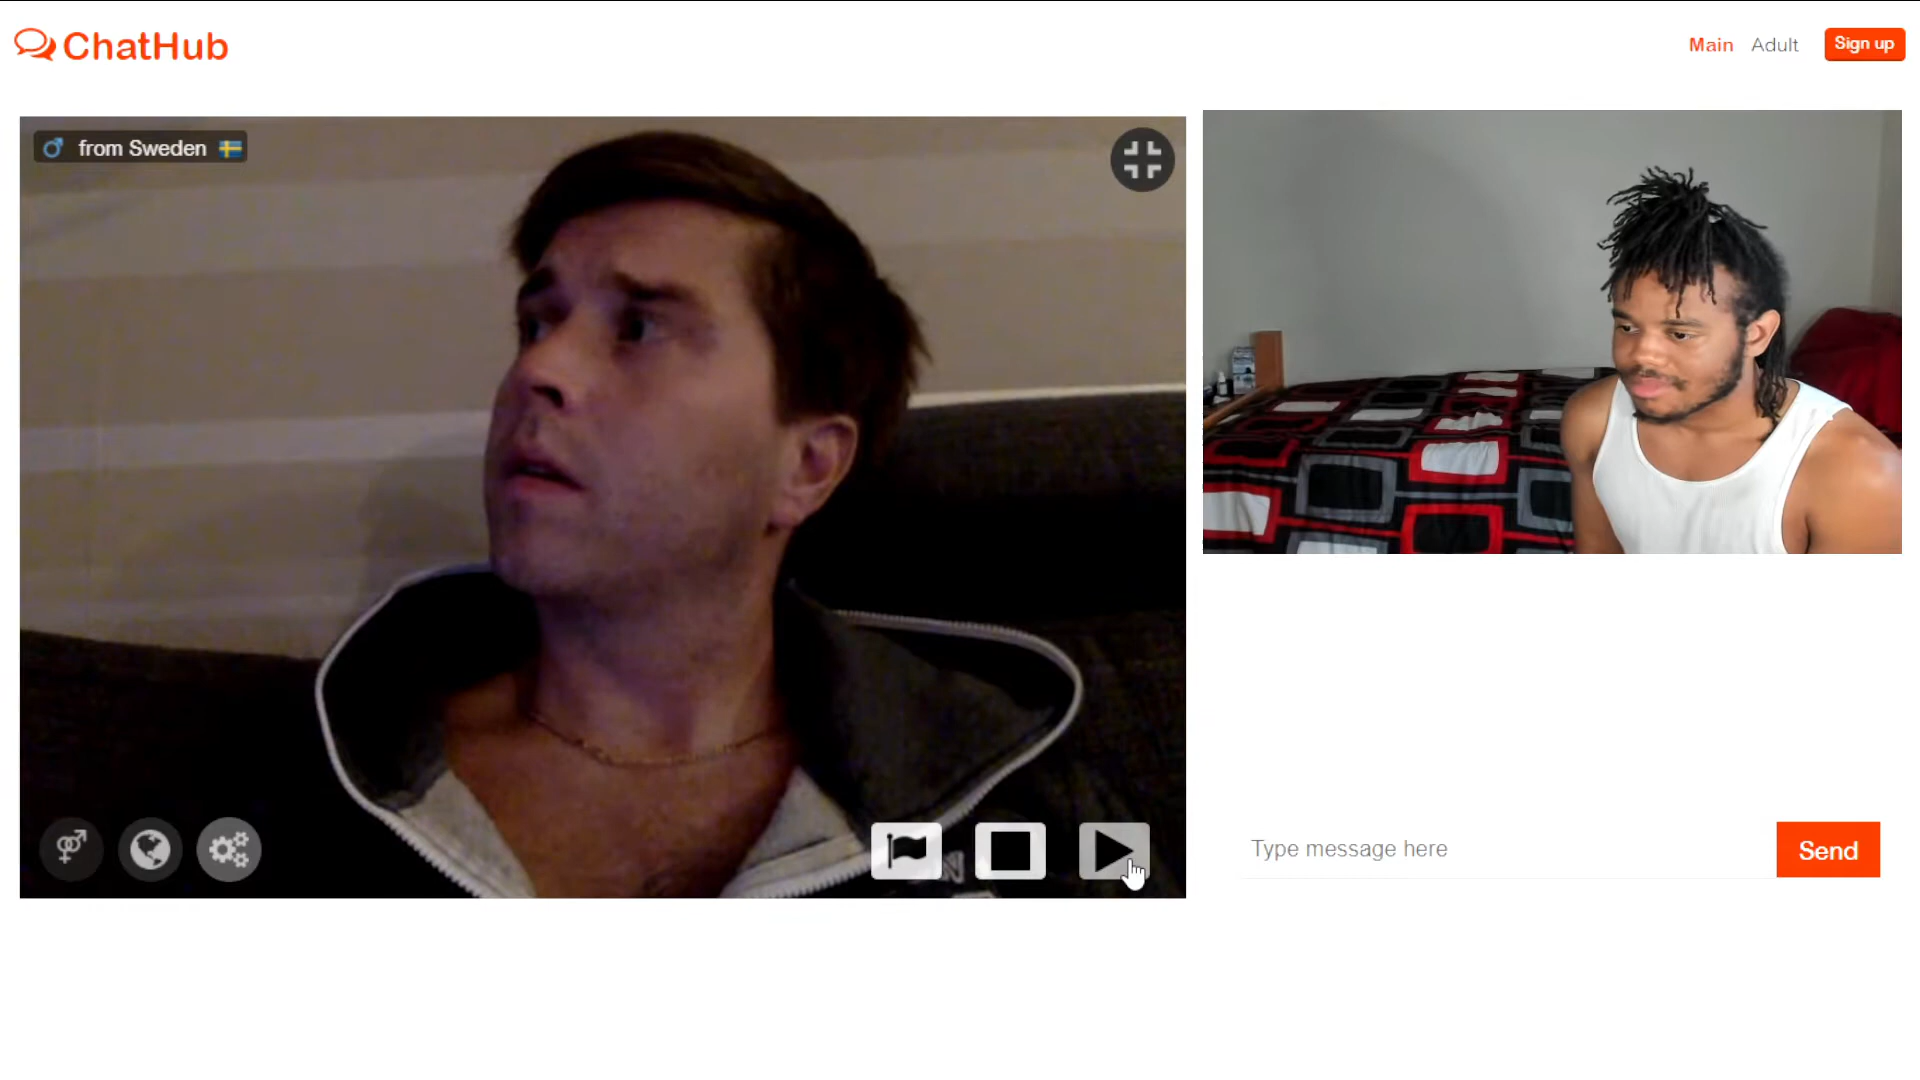 ChatHub
Main Adult Sign up
from Sweden
Type message here
Send